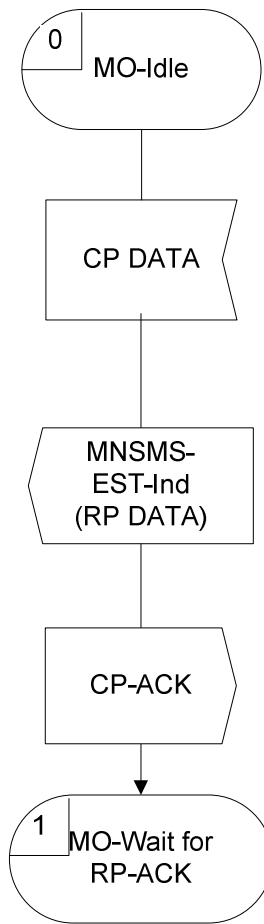 0
MO-Idle
CP DATA
MNSMS-
EST-Ind
(RP DATA)
CP-ACK
1
MO-Wait for
RP-ACK